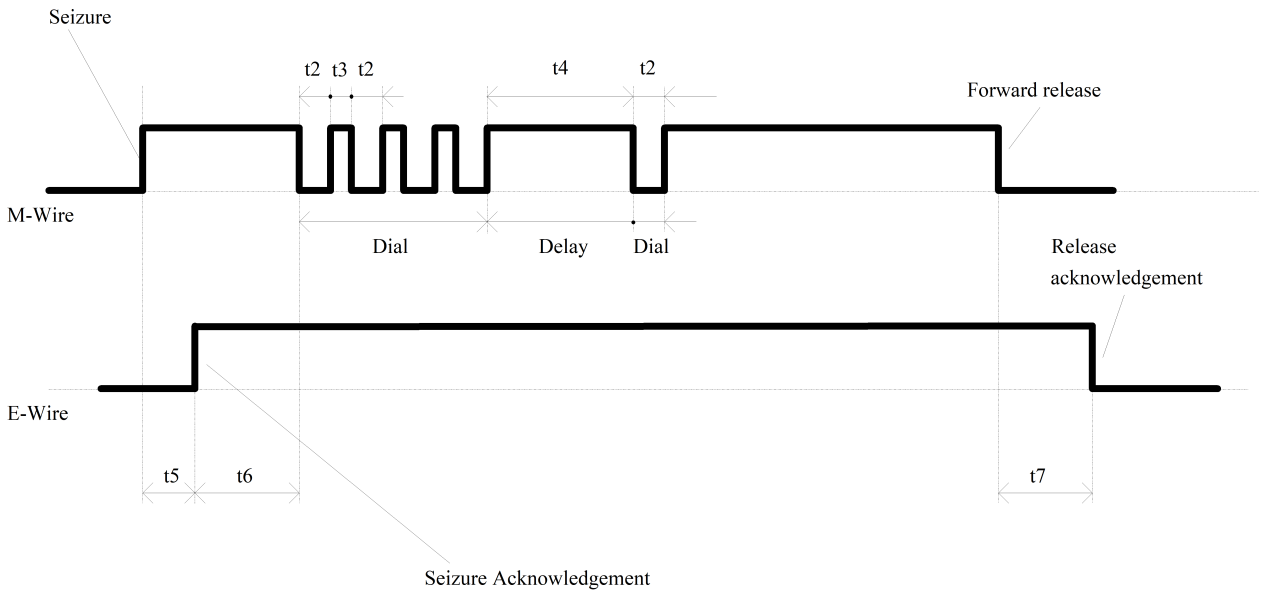 Seizure
t2 t3 t2
t4
t2
Forward release
M-Wire
Dial
Delay
Dial
Release
acknowledgement
E-Wire
t5
t6
t7
Seizure Acknowledgement